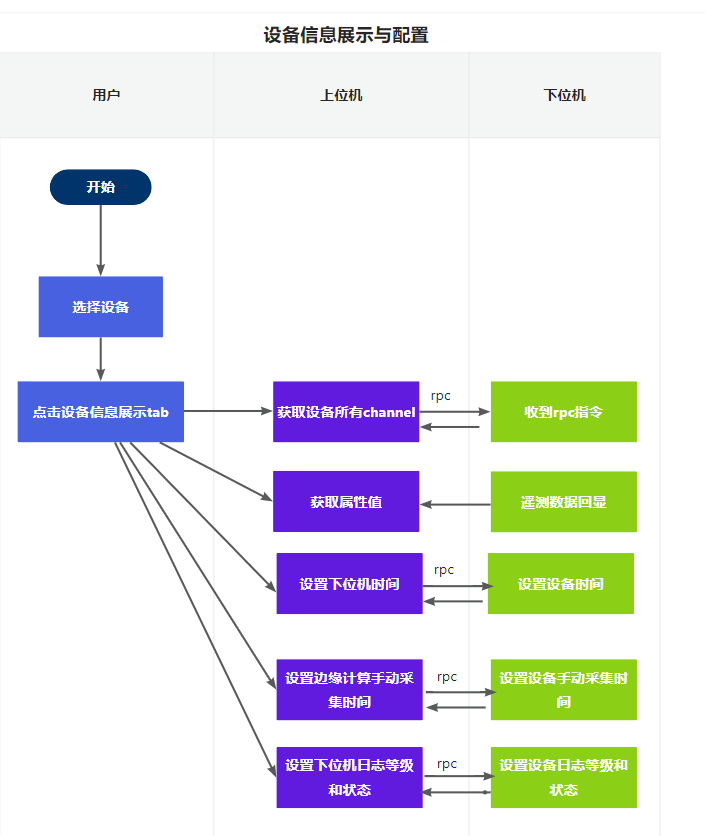 设备信息展示与配置
用户
上位机
下位机
开始
选择设备
点击设备信息展示tab
获取设备所有channel
rpc
收到rpc指令
获取属性值
遥测数据回显
设置下位机时间
rpc
设置设备时间
设置边缘计算手动采
集时间
rpc
设置设备手动采集时
间
设置下位机日志等级
和状态
rpc
设置设备日志等级和
状态